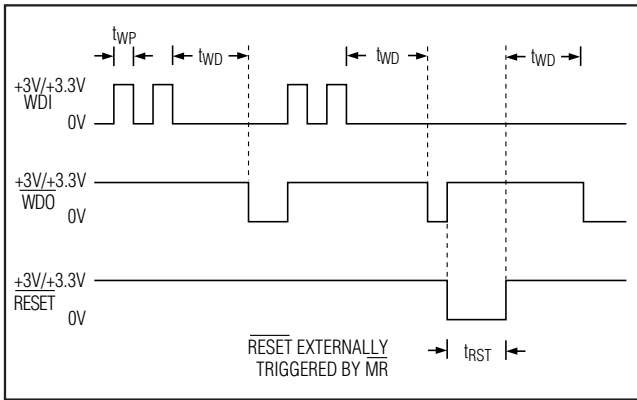 tWP
tWD
tWD
tWD
+3V/+3.3V
WDI
0V
+3V/+3.3V
WDO
0V
+3V/+3.3V
RESET
0V
RESET EXTERNALLY
TRIGGERED BY MR
tRST